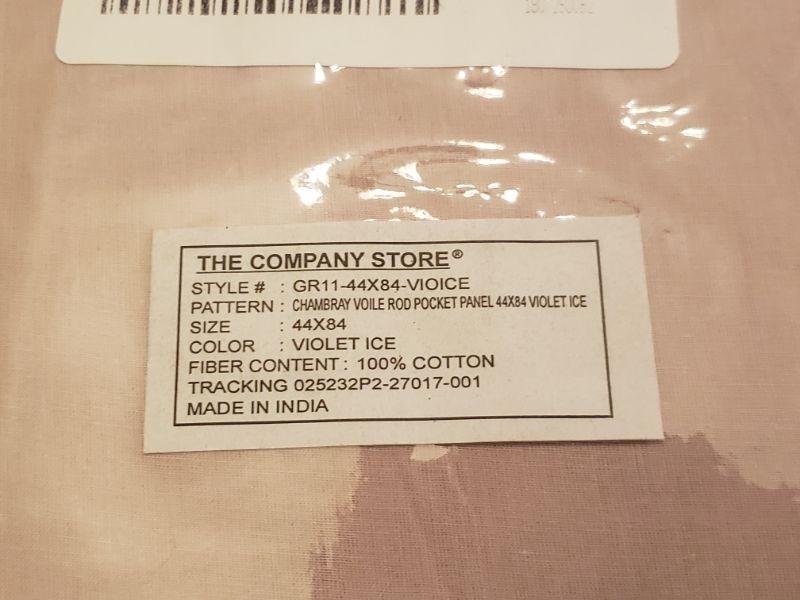 THE COMPANY STORE®
STYLE # : GR11-44X84-VIOICE
PATTERN : CHAMBRAY VOILE ROD POCKET PANEL 44X84 VIOLET ICE
SIZE : 44X84
COLOR : VIOLET ICE
FIBER CONTENT : 100% COTTON
TRACKING 025232P2-27017-001
MADE IN INDIA